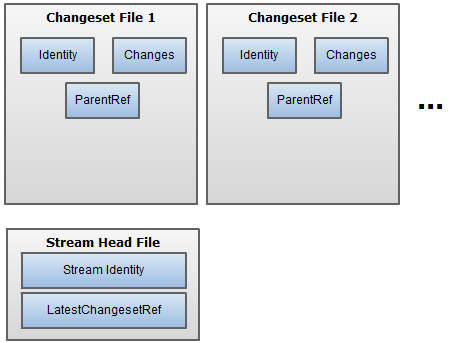 Changeset File 1
Identity
Changes
ParentRef
Changeset File 2
Identity
Changes
ParentRef
...
Stream Head File
Stream Identity
LatestChangesetRef